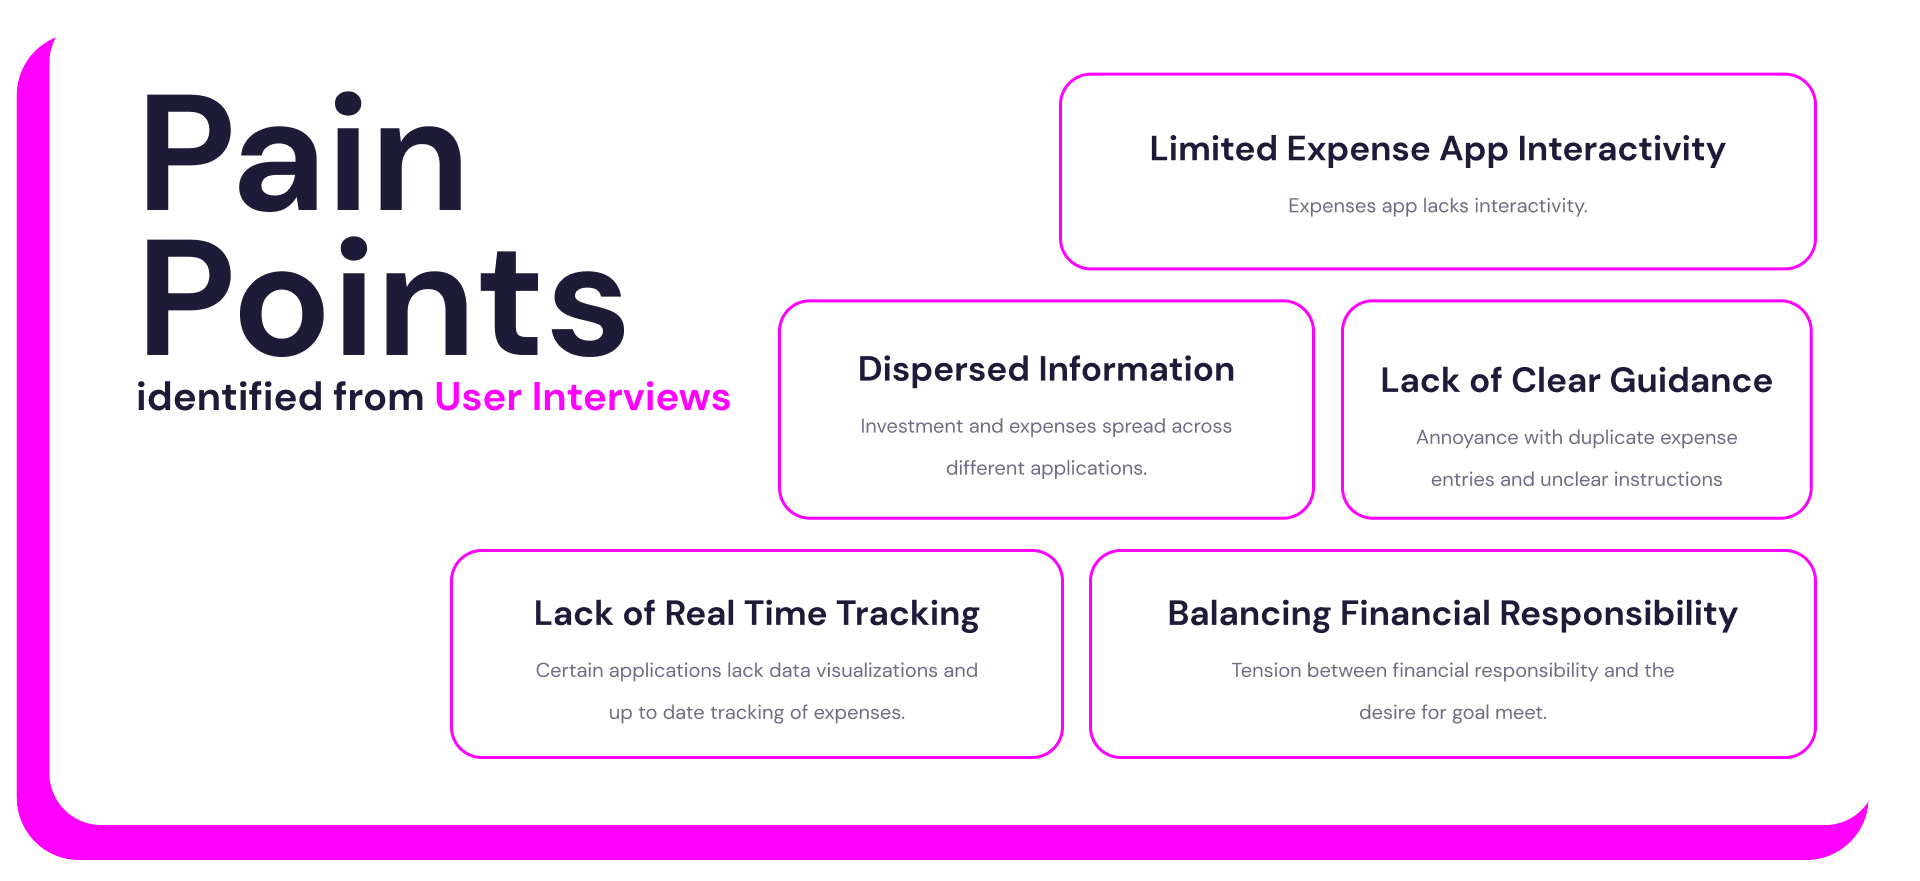 Pain
Points
identified from User Interviews
Limited Expense App Interactivity
Expenses app lacks interactivity.
Dispersed Information
Investment and expenses spread across
different applications.
Lack of Clear Guidance
Annoyance with duplicate expense
entries and unclear instructions
Lack of Real Time Tracking
Certain applications lack data visualizations and
up to date tracking of expenses.
Balancing Financial Responsibility
Tension between financial responsibility and the
desire for goal meet.